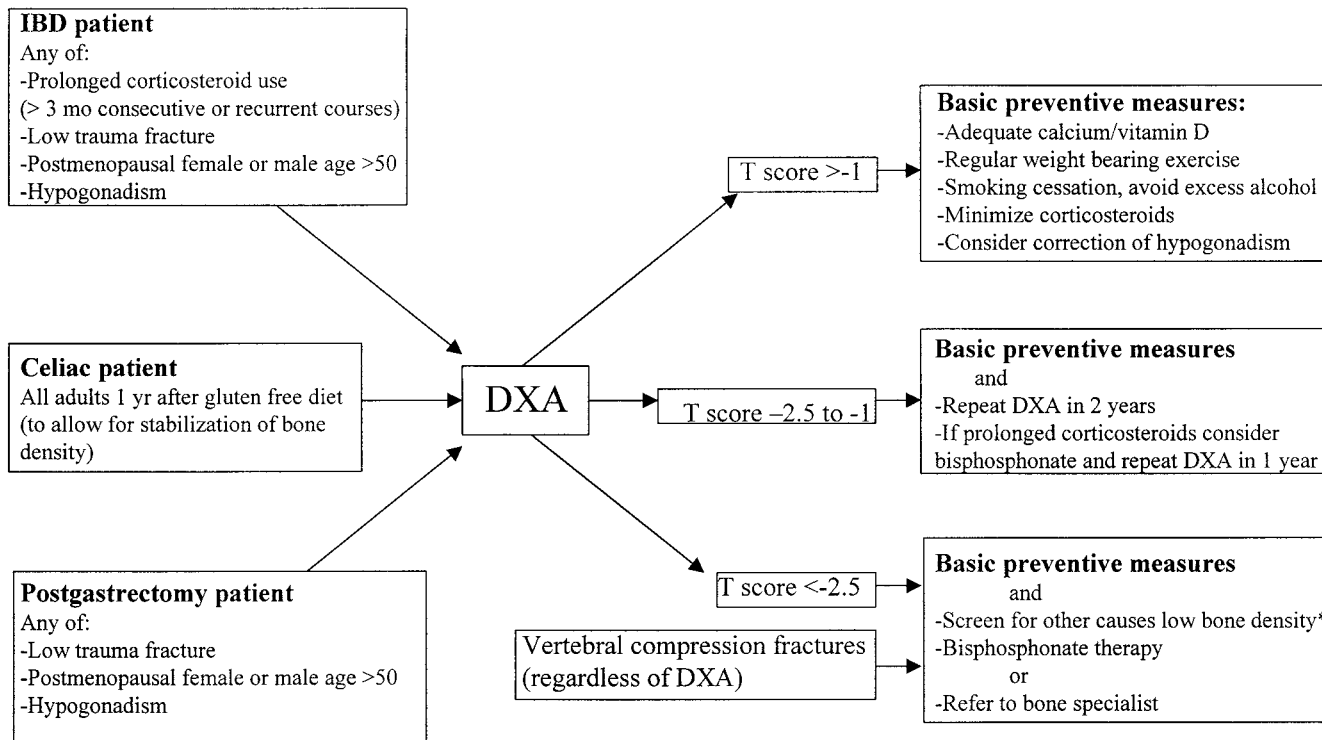 IBD patient
Any of:
-Prolonged corticosteroid use
(> 3 mo consecutive or recurrent courses)
-Low trauma fracture
-Postmenopausal female or male age >50
-Hypogonadism
Celiac patient
All adults 1 yr after gluten free diet
(to allow for stabilization of bone
density)
Postgastrectomy patient
Any of:
-Low trauma fracture
-Postmenopausal female or male age >50
-Hypogonadism
DXA
T score >-1
T score –2.5 to -1
T score <-2.5
Vertebral compression fractures
(regardless of DXA)
Basic preventive measures:
-Adequate calcium/vitamin D
-Regular weight bearing exercise
-Smoking cessation, avoid excess alcohol
-Minimize corticosteroids
-Consider correction of hypogonadism
Basic preventive measures
and
-Repeat DXA in 2 years
-If prolonged corticosteroids consider
bisphosphonate and repeat DXA in 1 year
Basic preventive measures
and
-Screen for other causes low bone density*
-Bisphosphonate therapy
or
-Refer to bone specialist